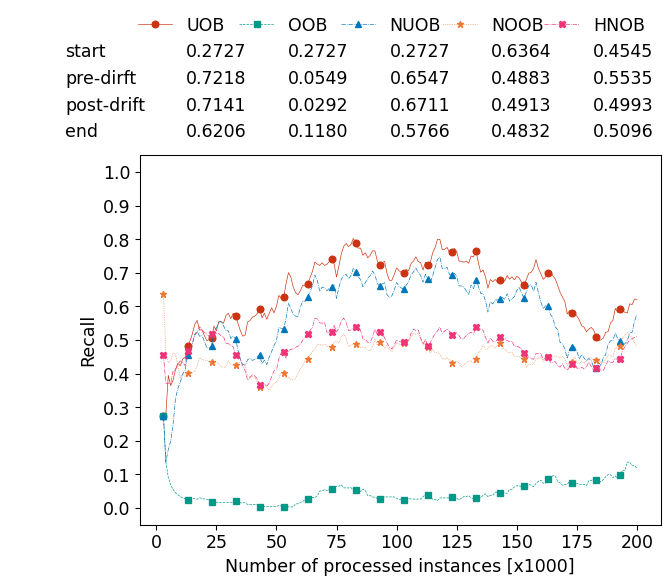 UOB OOB NUOB NOOB HNOB
start 0.2727 0.2727 0.2727 0.6364 0.4545
pre-dirft 0.7218 0.0549 0.6547 0.4883 0.5535
post-drift 0.7141 0.0292 0.6711 0.4913 0.4993
end 0.6206 0.1180 0.5766 0.4832 0.5096
1.0
0.9
0.8
0.7
0.6
0.5
0.4
0.3
0.2
0.1
0.0
Recall
0 25 50 75 100 125 150 175 200
Number of processed instances [x1000]